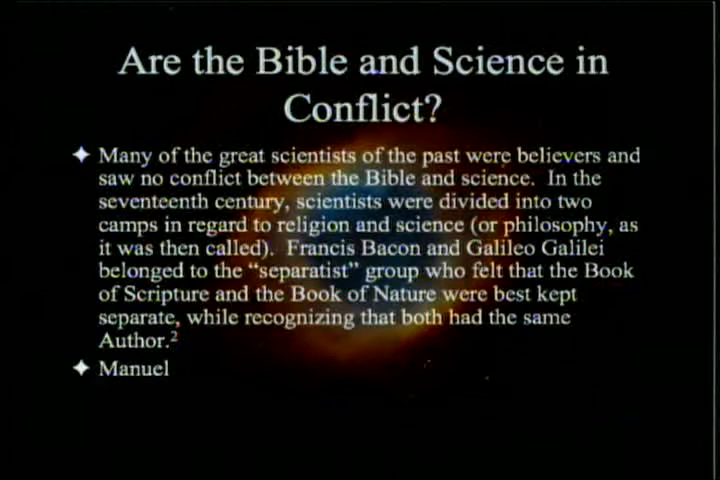 Are the Bible and Science in
Conflict?
Many of the great scientists of the past were believers and
saw no conflict between the Bible and science. In the
seventeenth century, scientists were divided into two
camps in regard to religion and science (or philosophy, as
it was then called). Francis Bacon and Galileo Galilei
belonged to the “separatist” group who felt that the Book
of Scripture and the Book of Nature were best kept
separate, while recognizing that both had the same
Author.²
Manuel